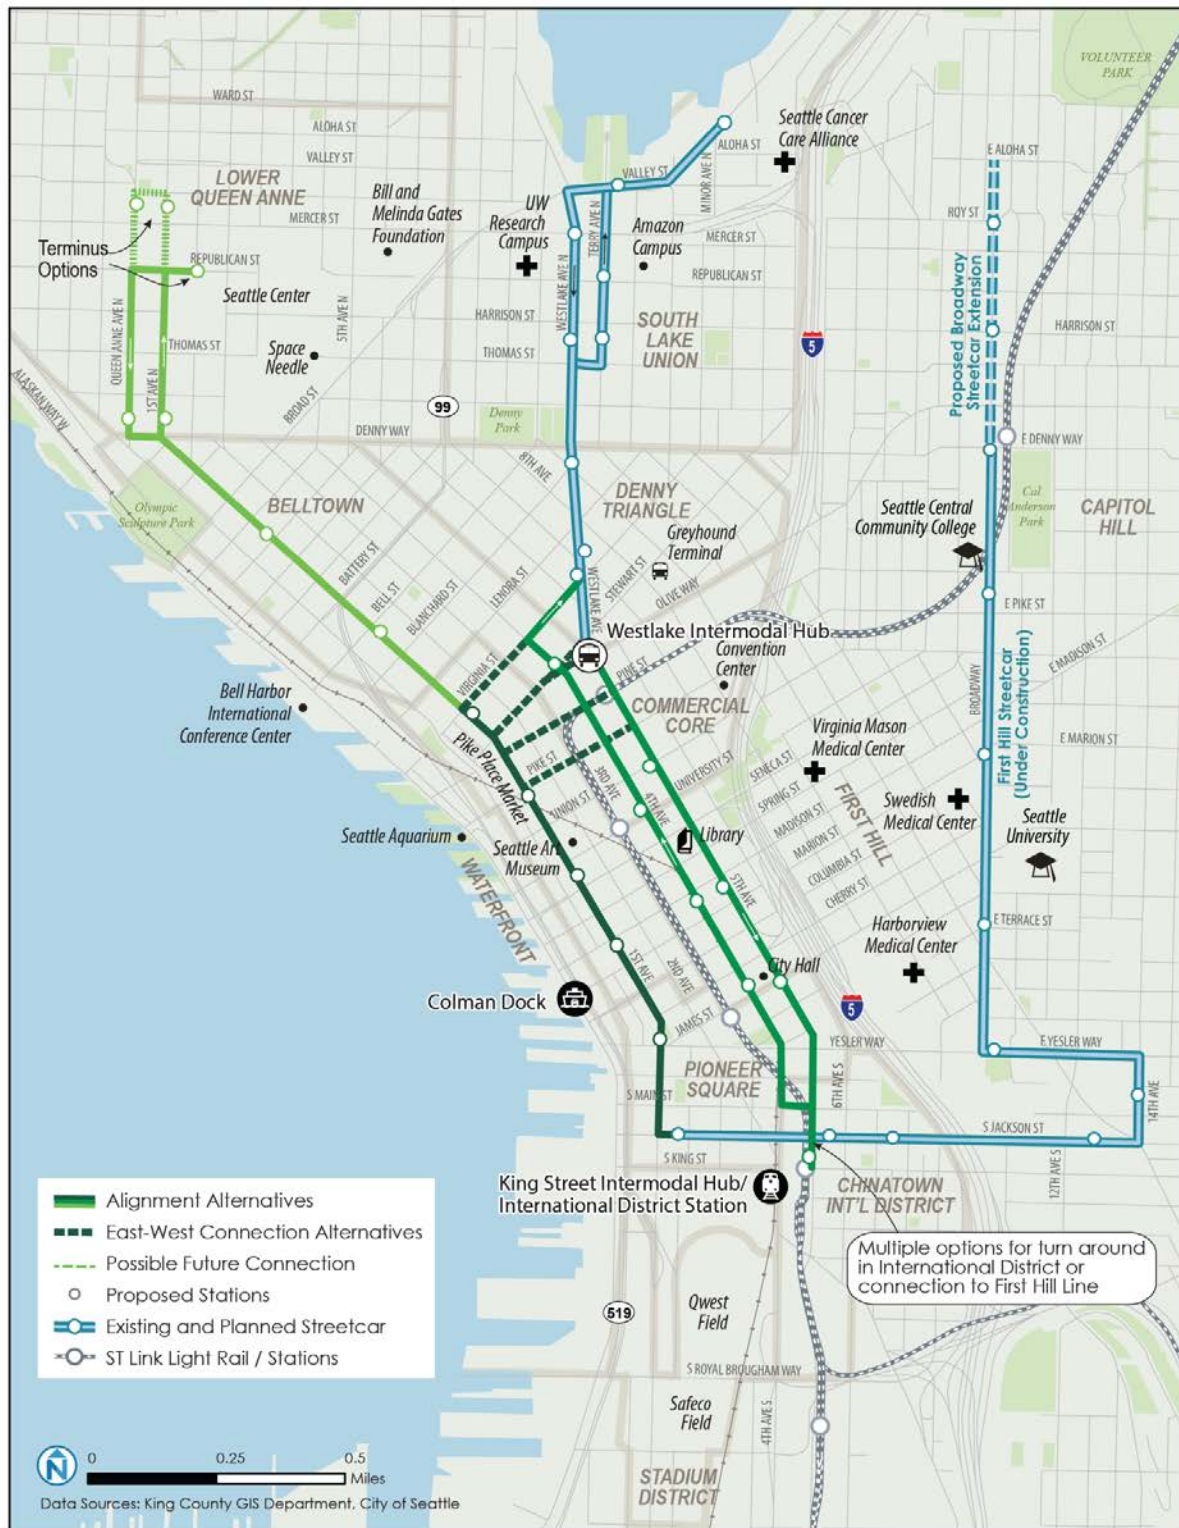 VOLUNTEER
PARK
WARD ST
ALOHA ST
VALLEY ST
LOWER
QUEEN ANNE
MERCER ST
Terminus
Options
REPUBLICAN ST
Seattle Center
QUEEN ANNE AVE N
1ST AVE N
THOMAS ST
Space
Needle
5TH AVE N
BROAD ST
Bill and
Melinda Gates
Foundation
UW
Research
Campus
VALLEY ST
ALOHA ST
MINOR AVE N
Seattle Cancer
Care Alliance
TERRY AVE N
WESTLAKE AVE N
Amazon
Campus
MERCER ST
REPUBLICAN ST
HARRISON ST
THOMAS ST
SOUTH
LAKE
UNION
5
E ALOHA ST
ROY ST
Proposed Broadway
Streetcar Extension
HARRISON ST
ALASKAN WAY W
99
Denny
Park
DENNY WAY
E DENNY WAY
8TH AVE
DENNY
TRIANGLE
BELLTOWN
Olympic
Sculpture Park
Seattle Central
Community College
Cal
Anderson
Park
CAPITOL
HILL
Greyhound
Terminal
BATTERY ST
BELL ST
BLANCHARD ST
LENORA ST
WESTLAKE AVE
STEWART ST
OLIVE WAY
E PIKE ST
Westlake Intermodal Hub
Convention
Center
VIRGINIA ST
PINE ST
COMMERCIAL
CORE
E MADISON ST
BROADWAY
First Hill Streetcar
(Under Construction)
Bell Harbor
International
Conference Center
Pike Place Market
PIKE ST
UNION ST
3RD AVE
4TH AVE
UNIVERSITY ST
SENECA ST
SPRING ST
MADISON ST
MARION ST
COLUMBIA ST
CHERRY ST
Virginia Mason
Medical Center
FIRST HILL
E MARION ST
Swedish
Medical Center
Seattle
University
Seattle Aquarium
Seattle Art
Museum
Library
WATERFRONT
5TH AVE
E TERRACE ST
Harborview
Medical Center
1ST AVE
2ND AVE
City Hall
Colman Dock
JAMES ST
5
YESLER WAY
E YESLER WAY
PIONEER
SQUARE
S MAIN ST
6TH AVE S
14TH AVE
S JACKSON ST
S KING ST
12TH AVE S
King Street Intermodal Hub/
International District Station
CHINATOWN
INT'L DISTRICT
Multiple options for turn around
in International District or
connection to First Hill Line
Alignment Alternatives
East-West Connection Alternatives
Possible Future Connection
Proposed Stations
Existing and Planned Streetcar
ST Link Light Rail / Stations
519
Qwest
Field
S ROYAL BROUGHAM WAY
Safeco
Field
4TH AVE S
STADIUM
DISTRICT
N
0 0.25 0.5
Miles
Data Sources: King County GIS Department, City of Seattle